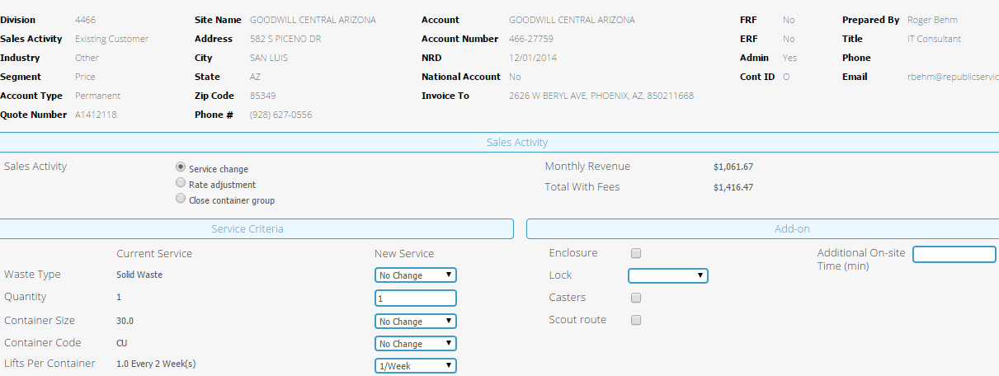 Division 4466 Site Name GOODWILL CENTRAL ARIZONA Account GOODWILL CENTRAL ARIZONA FRF No Prepared By Roger Behm
Sales Activity Existing Customer Address 582 S PICENO DR Account Number 466-27759 ERF No Title IT Consultant
Industry Other City SAN LUIS NRD 12/01/2014 Admin Yes Phone
Segment Price State AZ National Account No Cont ID O Email rbehm@republicservic
Account Type Permanent Zip Code 85349 Invoice To 2626 W BERYL AVE, PHOENIX, AZ, 850211668
Quote Number A1412118 Phone # (928) 627-0556
Sales Activity
Sales Activity Service change Monthly Revenue $1,061.67
Rate adjustment Total With Fees $1,416.47
Close container group
Service Criteria Add-on
Current Service New Service Enclosure Additional On-site
Time (min)
Waste Type Solid Waste No Change Lock
Quantity 1 1 Casters
Container Size 30.0 No Change Scout route
Container Code CU No Change
Lifts Per Container 1.0 Every 2 Week(s) 1/Week